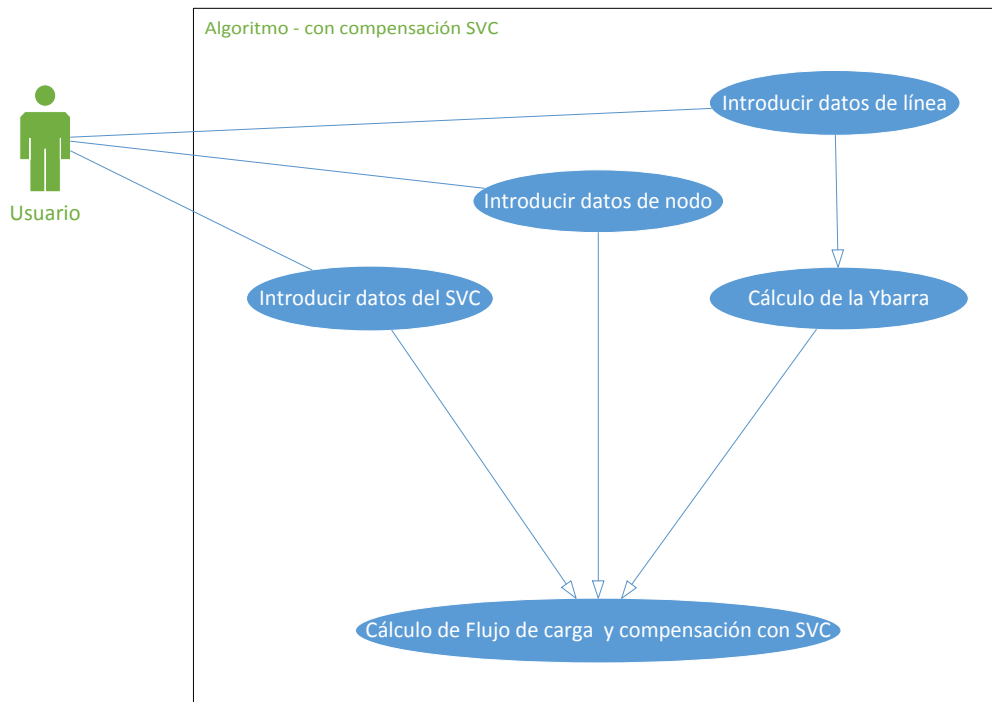 Algoritmo - con compensación SVC
Introducir datos de línea
Introducir datos de nodo
Usuario
Introducir datos del SVC
Cálculo de la Ybarra
Cálculo de Flujo de carga y compensación con SVC